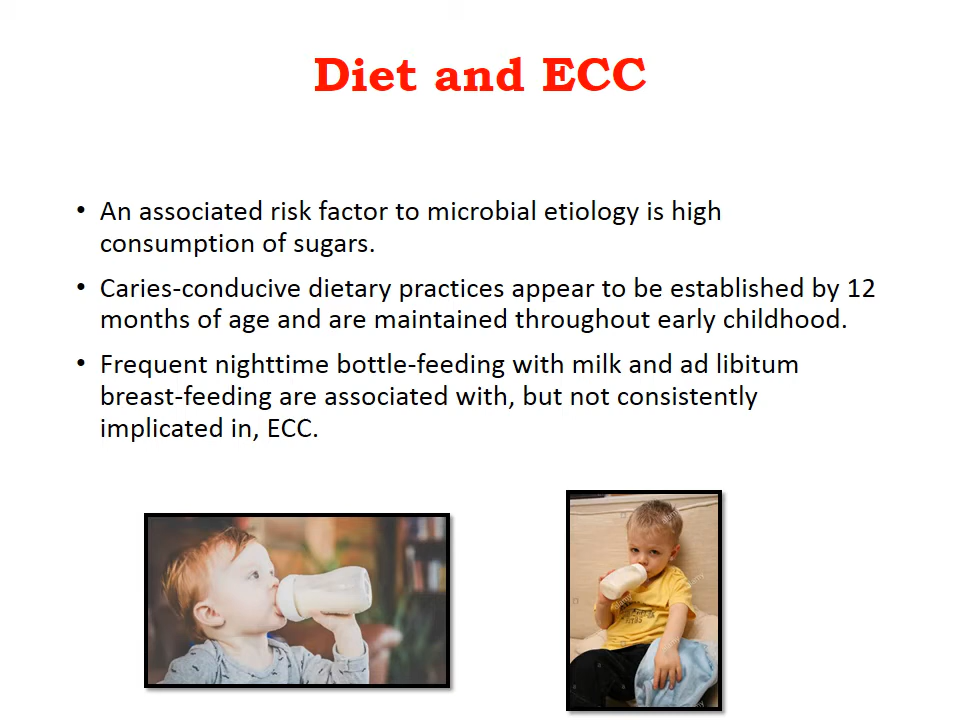 Diet and ECC
• An associated risk factor to microbial etiology is high
consumption of sugars.
• Caries-conducive dietary practices appear to be established by 12
months of age and are maintained throughout early childhood.
• Frequent nighttime bottle-feeding with milk and ad libitum
breast-feeding are associated with, but not consistently
implicated in, ECC.